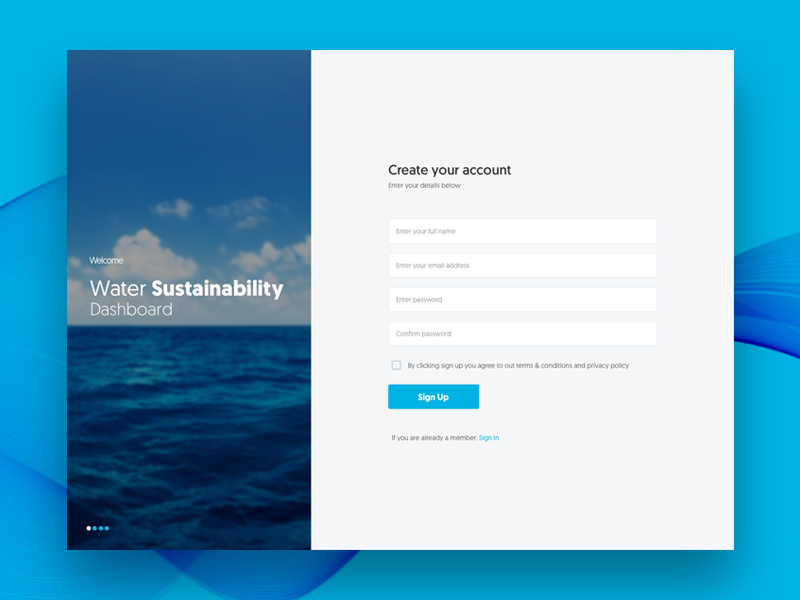 Welcome
Water Sustainability
Dashboard
Create your account
Enter your details below
Enter your full name
Enter your email address
Enter password
Confirm password
By clicking sign up you agree to out terms & conditions and privacy policy
Sign Up
If you are already a member. Sign In